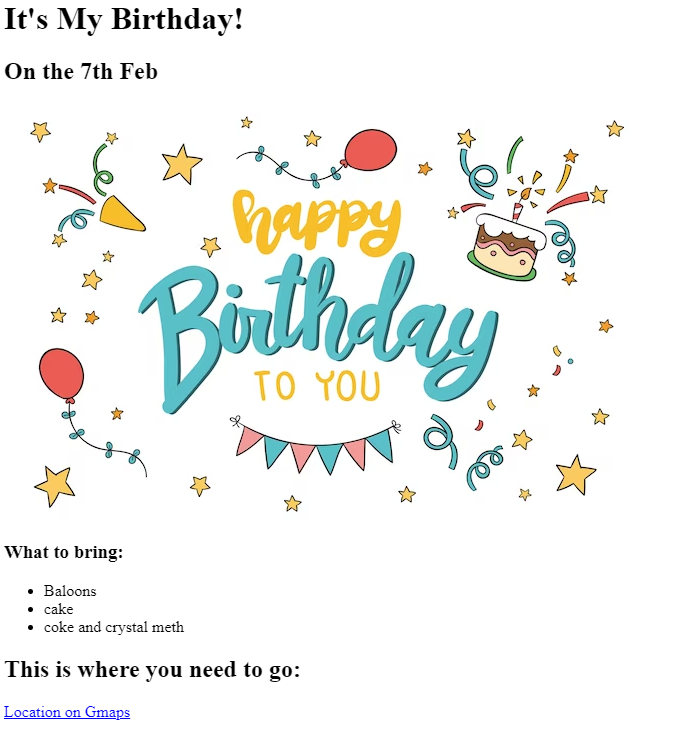 It's My Birthday!
On the 7th Feb
happy
Birthday
TO YOU
What to bring:
Baloons
cake
coke and crystal meth
This is where you need to go:
Location on Gmaps